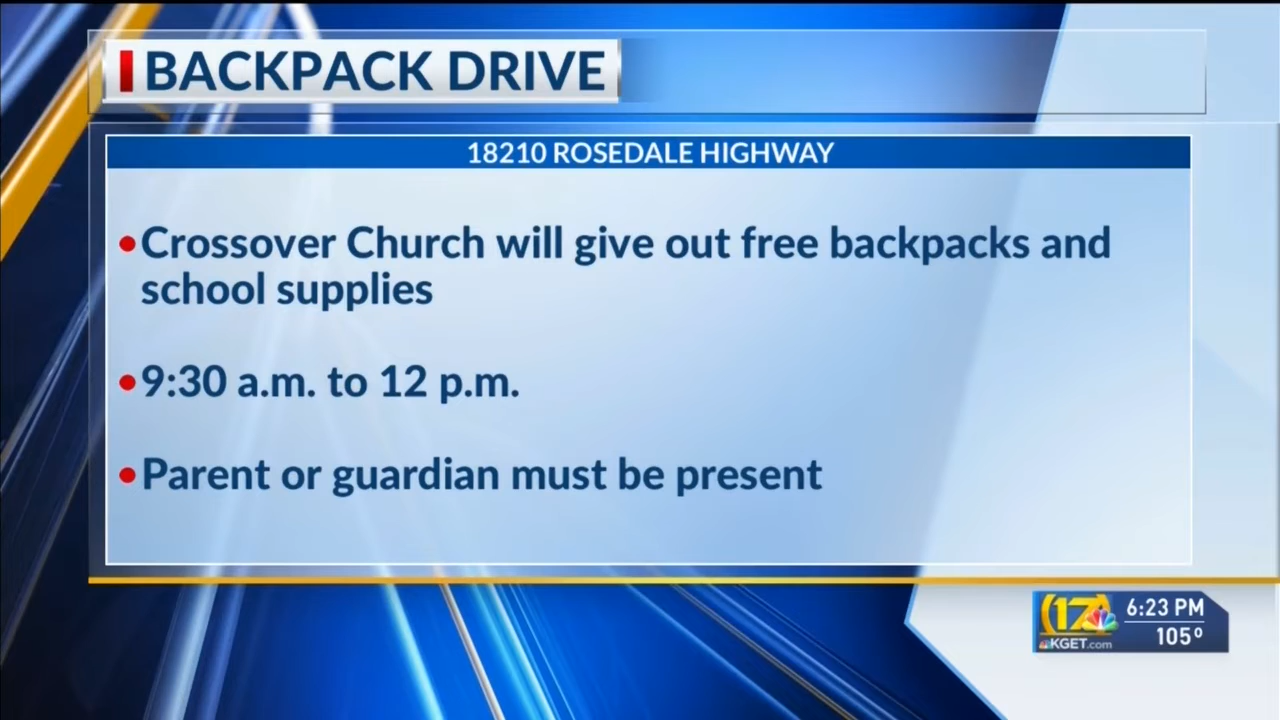 BACKPACK DRIVE
18210 ROSEDALE HIGHWAY
•Crossover Church will give out free backpacks and
school supplies
•9:30 a.m. to 12 p.m.
•Parent or guardian must be present
17 6:23 PM
KGET.com 105º